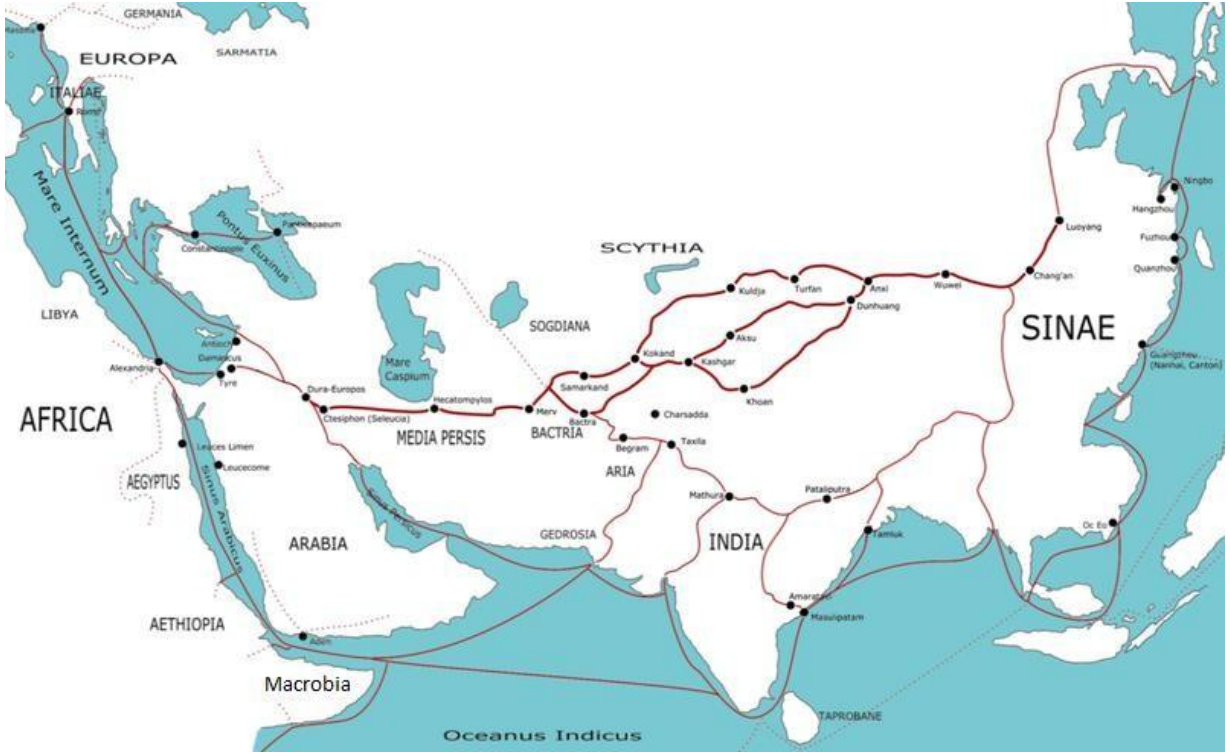 GERMANIA
SARMATIA
EUROPA
ITALIAE
Rome
Mare Internum
Pontus Euxinus
Panticapaeum
Constantinople
SCYTHIA
Ningbo
Hangzhou
Luoyang
Fuzhou
Quanzhou
Chang'an
Kuldja
Turfan
Anxi
Wuwei
Dunhuang
LIBYA
SOGDIANA
SINAE
Antioch
Aksu
Kokand
Kashgar
Mare
Caspium
Damascus
Alexandria
Tyre
Guangzhou
(Nanhai, Canton)
Samarkand
Khoan
Dura-Europos
Hecatompylos
Merv
Ctesiphon (Seleucia)
Bactra
Charsadda
AFRICA
MEDIA PERSIS
BACTRIA
Begram
Taxila
Leuces Limen
Leucecome
ARIA
AEGYPTUS
Sinus Arabicus
Sinus Persicus
Mathura
Pataliputra
ARABIA
GEDROSIA
INDIA
Tamluk
Oc Eo
AETHIOPIA
Masulipatam
Aden
Macrobia
TAPROBANE
Oceanus Indicus